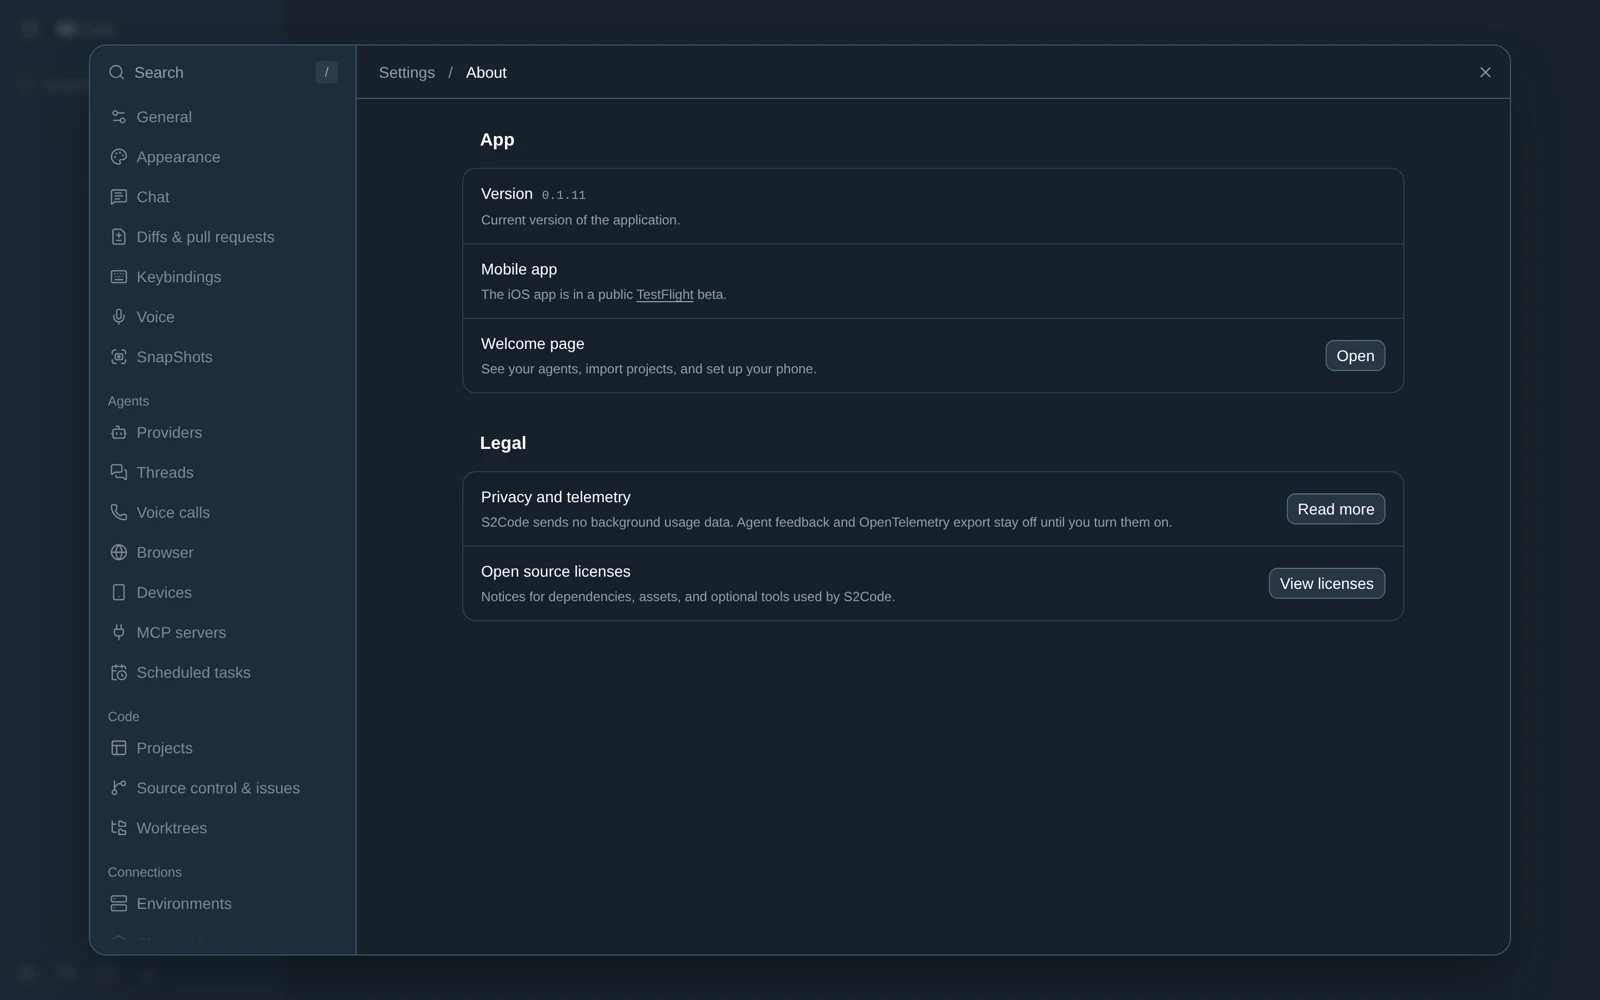 Search /
General
Appearance
Chat
Diffs & pull requests
Keybindings
Voice
SnapShots
Agents
Providers
Threads
Voice calls
Browser
Devices
MCP servers
Scheduled tasks
Code
Projects
Source control & issues
Worktrees
Connections
Environments
Settings / About
App
Version 0.1.11
Current version of the application.
Mobile app
The iOS app is in a public TestFlight beta.
Welcome page
See your agents, import projects, and set up your phone.
Open
Legal
Privacy and telemetry
S2Code sends no background usage data. Agent feedback and OpenTelemetry export stay off until you turn them on.
Read more
Open source licenses
Notices for dependencies, assets, and optional tools used by S2Code.
View licenses